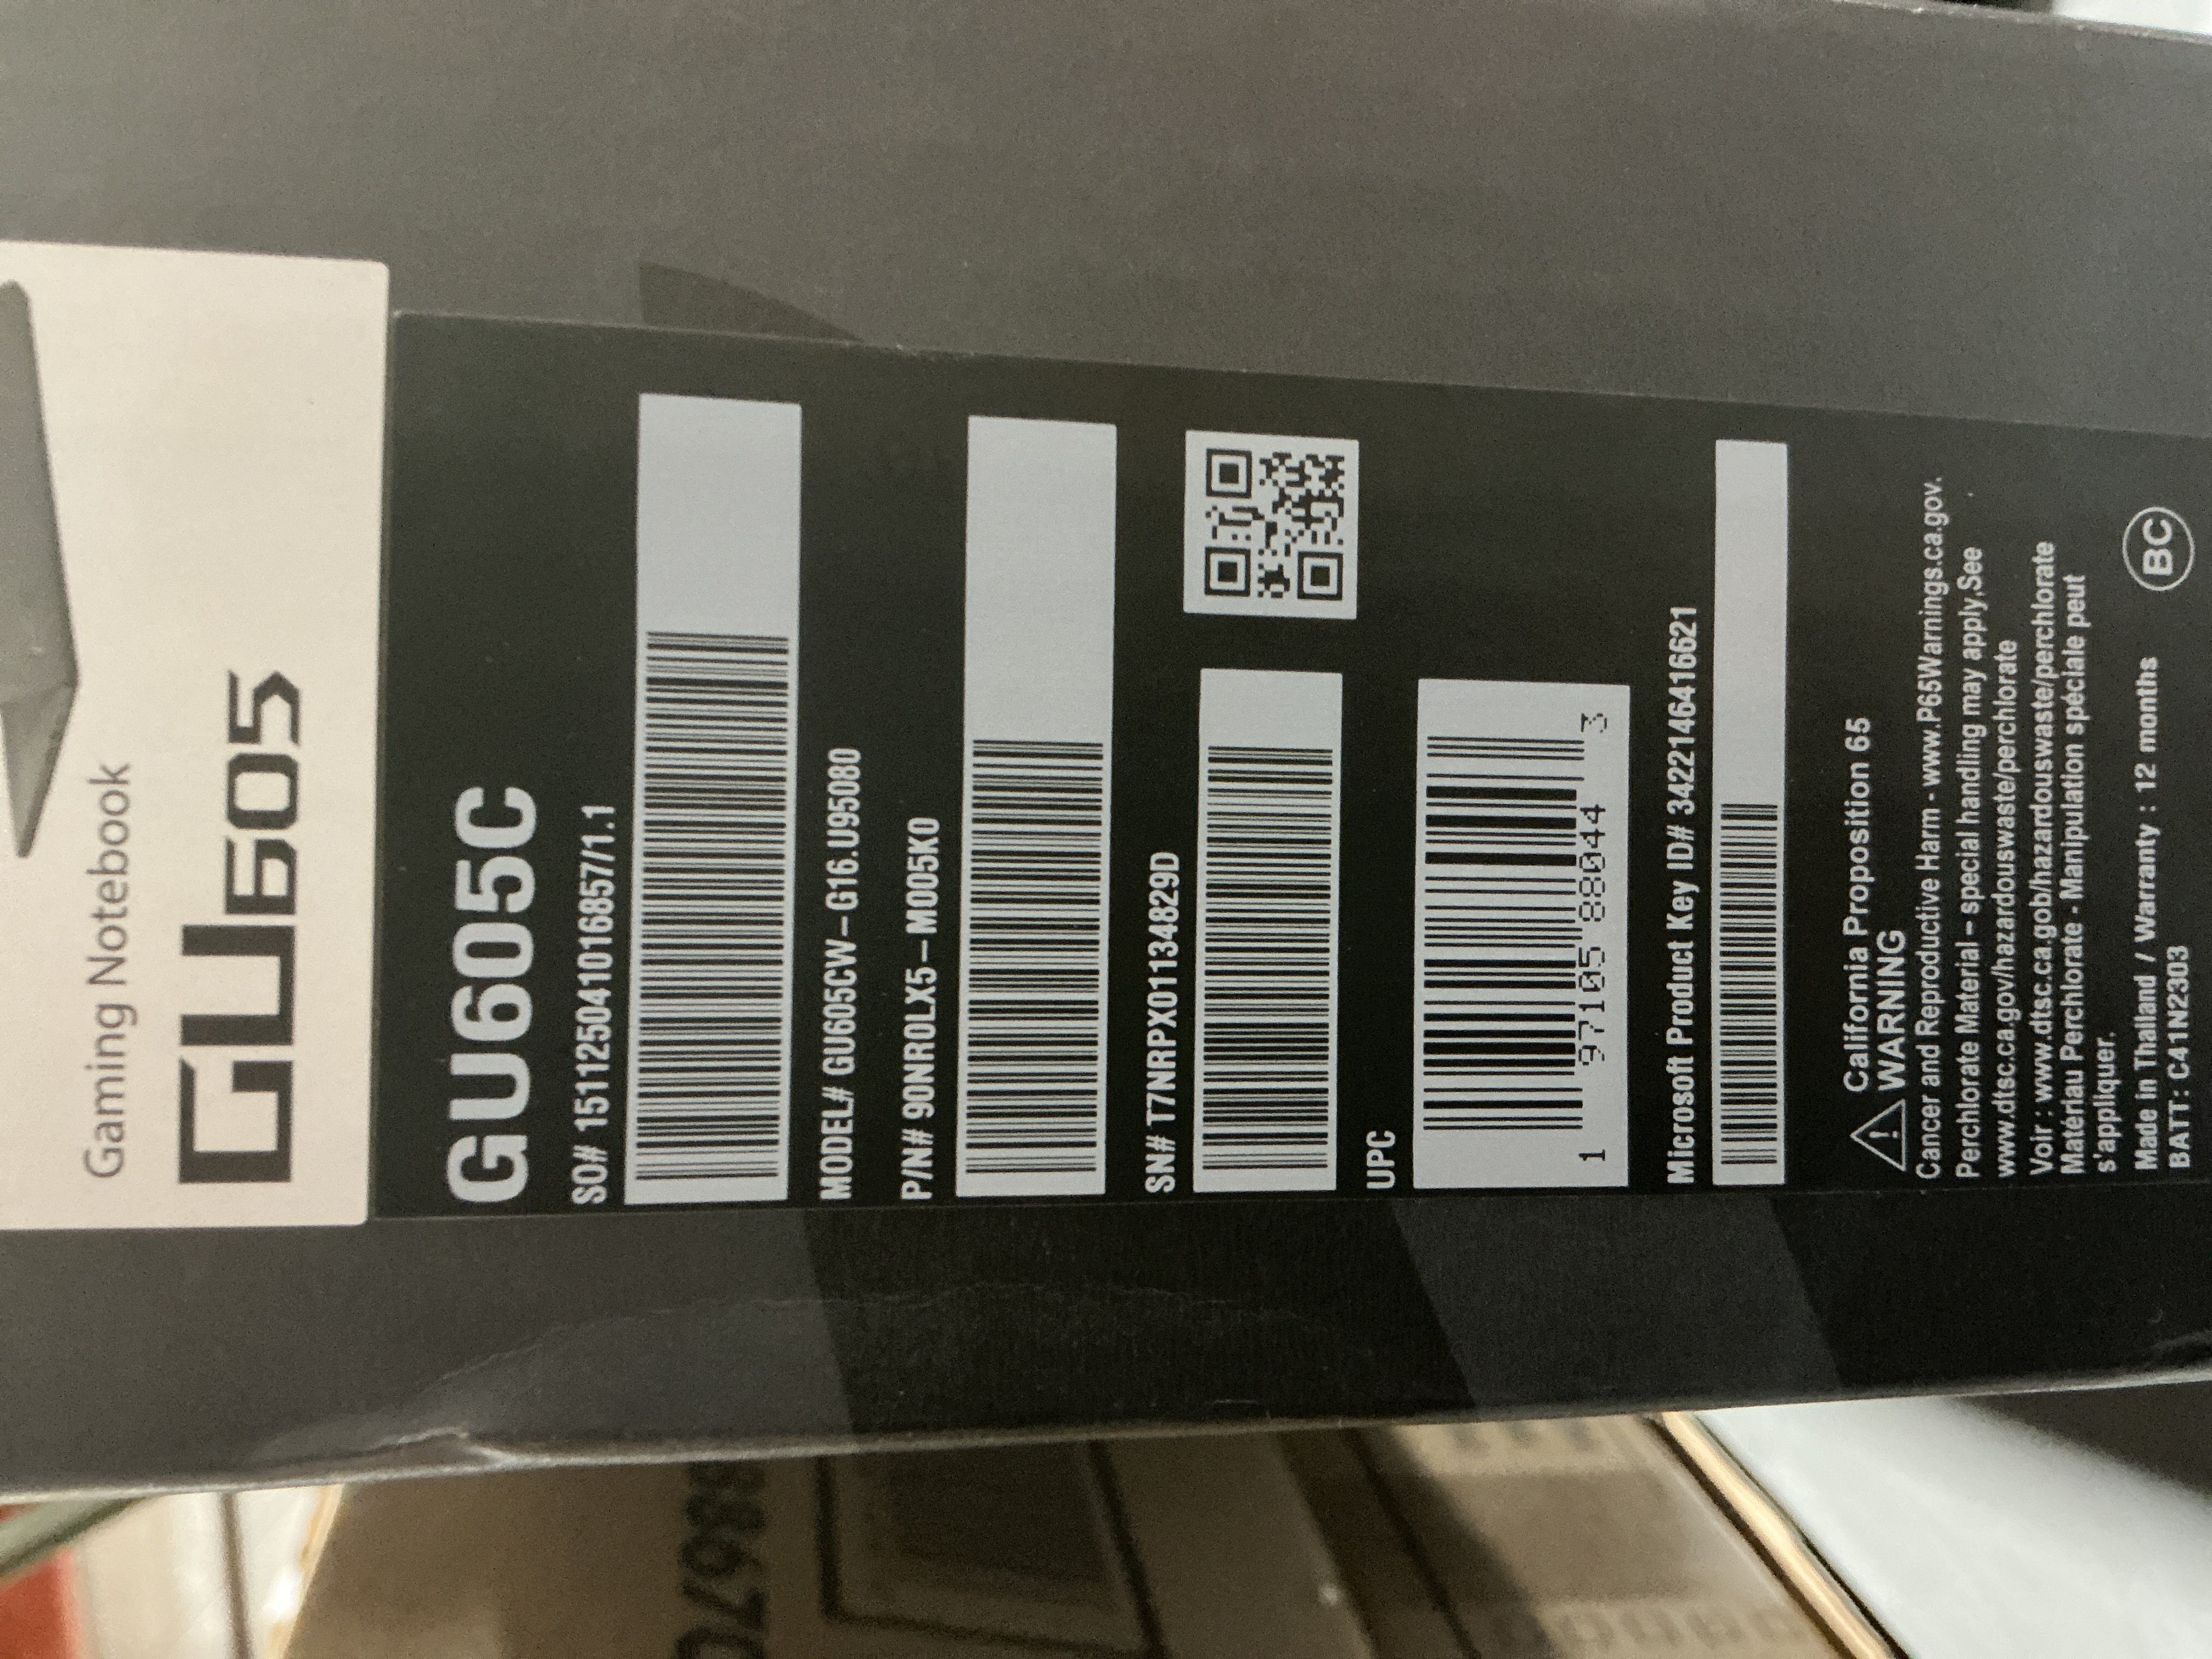 Gaming Notebook
GU605
GU605C
SO# 151125041016857/1.1
MODEL# GU605CW-G16.U95080
P/N# 90NR0LX5-M005K0
SN# T7NRPX01134829D
UPC
1 97105 88044 3
Microsoft Product Key ID# 3422146416621
California Proposition 65
WARNING
Cancer and Reproductive Harm - www.P65Warnings.ca.gov.
Perchlorate Material - special handling may apply,See
www.dtsc.ca.gov/hazardouswaste/perchlorate
Voir : www.dtsc.ca.gob/hazardouswaste/perchlorate
Matériau Perchlorate - Manipulation spéciale peut
s'appliquer.
Made in Thailand / Warranty : 12 months
BATT: C41N2303
BC